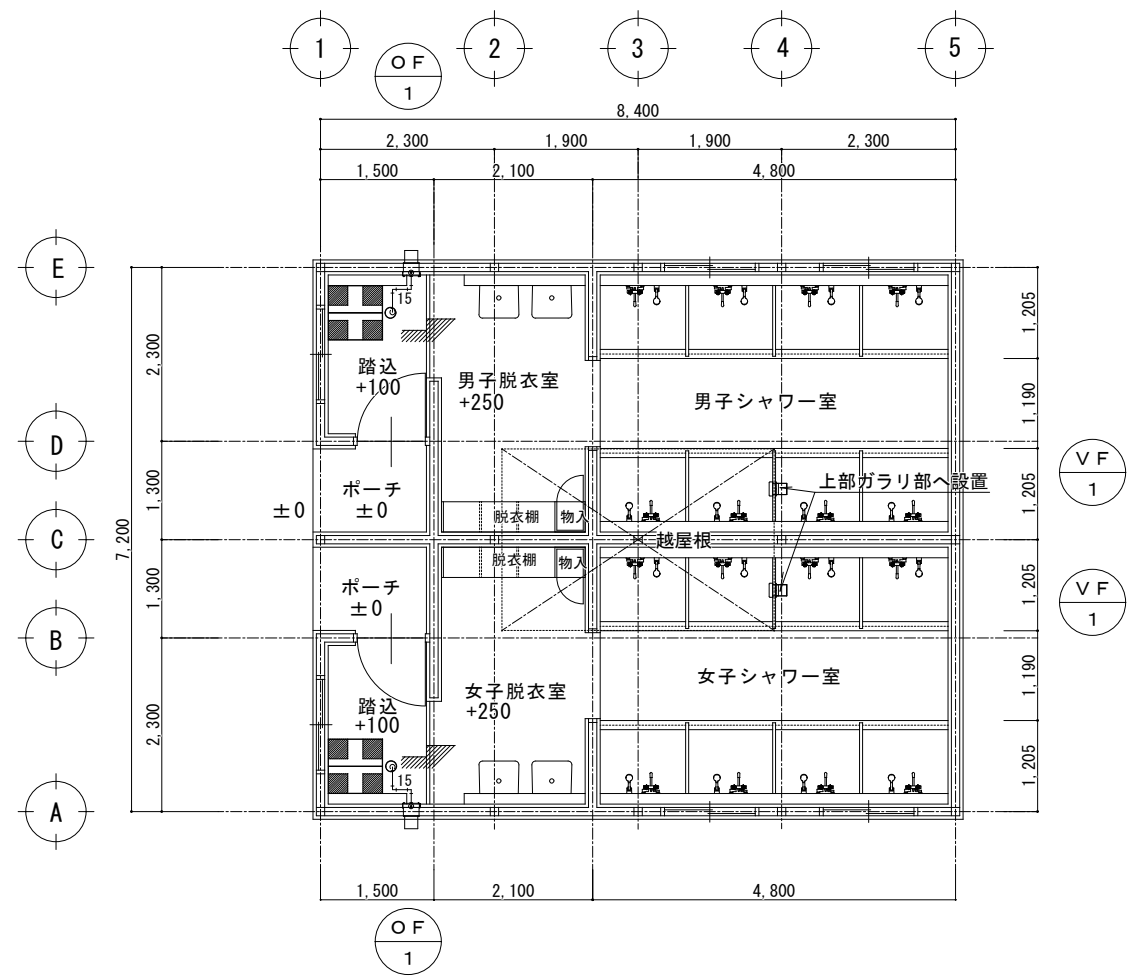 1
2
3
4
5
OF
1
8,400
2,300
1,900
1,900
2,300
1,500
2,100
4,800
E
D
C
B
A
7,200
2,300
1,300
1,300
2,300
15
踏込
+100
男子脱衣室
+250
男子シャワー室
1,205
1,190
1,205
ポーチ
±0
±0
脱衣棚
物入
上部ガラリ部へ設置
VF
1
越屋根
脱衣棚
物入
ポーチ
±0
1,205
1,190
1,205
VF
1
女子脱衣室
+250
女子シャワー室
踏込
+100
15
1,500
2,100
4,800
OF
1